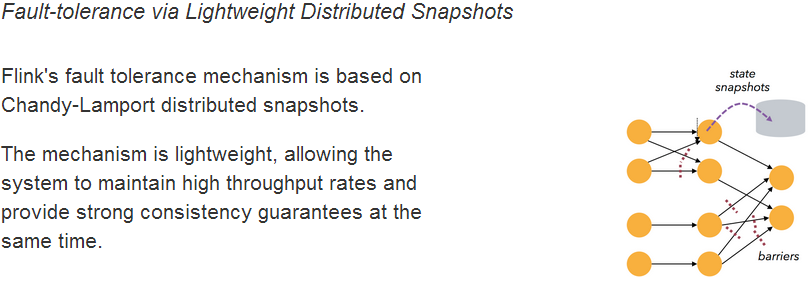 Fault-tolerance via Lightweight Distributed Snapshots
Flink's fault tolerance mechanism is based on
Chandy-Lamport distributed snapshots.
The mechanism is lightweight, allowing the
system to maintain high throughput rates and
provide strong consistency guarantees at the
same time.
state
snapshots
barriers